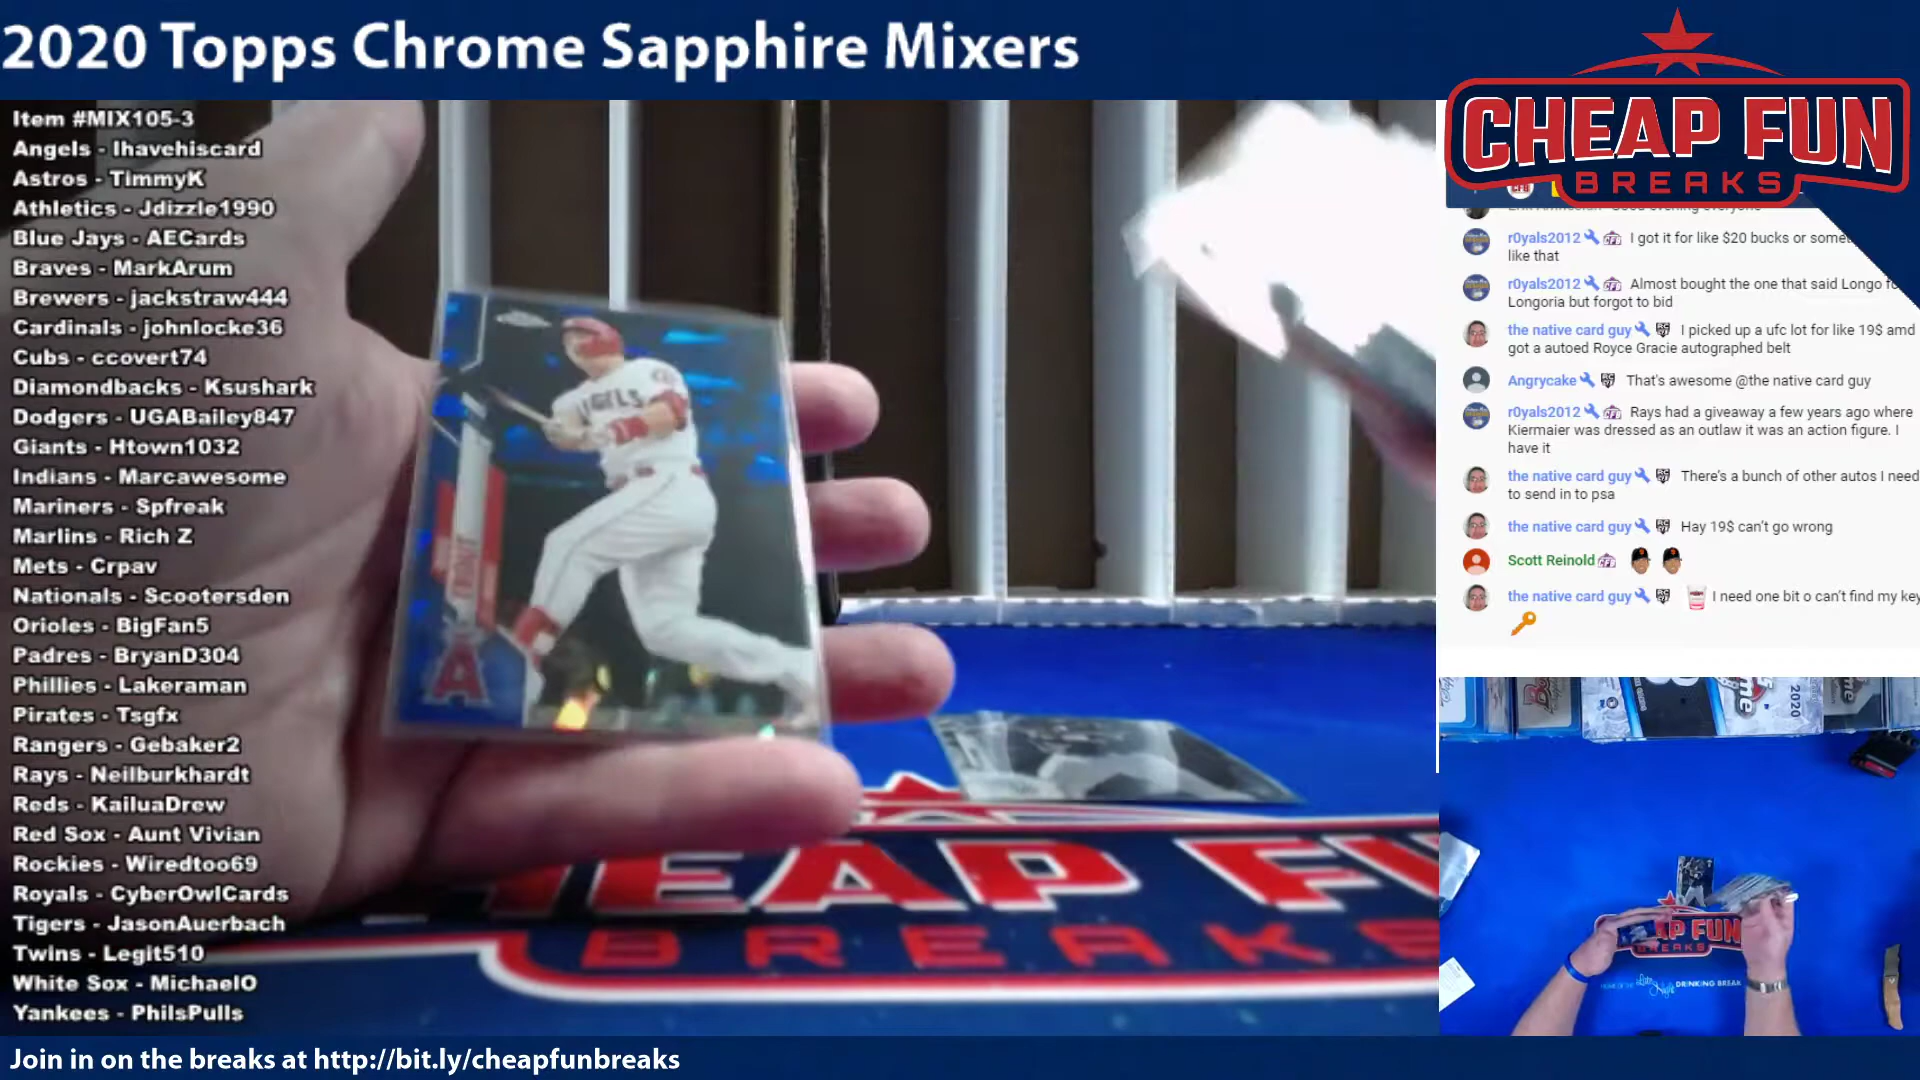 2020 Topps Chrome Sapphire Mixers
CHEAP FUN
BREAKS
Item #MIX105-3
Angels - Ihavehiscard
Astros - TimmyK
Athletics - Jdizzle1990
Blue Jays - AECards
Braves - MarkArum
Brewers - jackstraw444
Cardinals - johnlocke36
Cubs - ccovert74
Diamondbacks - Ksushark
Dodgers - UGABailey847
Giants - Htown1032
Indians - Marcawesome
Mariners - Spfreak
Marlins - Rich Z
Mets - Crpav
Nationals - Scootersden
Orioles - BigFan5
Padres - BryanD304
Phillies - Lakeraman
Pirates - Tsgfx
Rangers - Gebaker2
Rays - Neilburkhardt
Reds - KailuaDrew
Red Sox - Aunt Vivian
Rockies - Wiredtoo69
Royals - CyberOwlCards
Tigers - JasonAuerbach
Twins - Legit510
White Sox - MichaelO
Yankees - PhilsPulls
ANGELS
TROUT
A
EAP FU
BREAKS
r0yals2012 I got it for like $20 bucks or
like that
r0yals2012 Almost bought the one that said Longo
Longoria but forgot to bid
the native card guy I picked up a ufc lot for like 19$ amd
got a autoed Royce Gracie autographed belt
Angrycake That's awesome @the native card guy
r0yals2012 Rays had a giveaway a few years ago where
Kiermaier was dressed as an outlaw it was an action figure. I
have it
the native card guy There's a bunch of other autos I need
to send in to psa
the native card guy Hay 19$ can't go wrong
Scott Reinold
the native card guy I need one bit o can't find my key
2020
AP FUN
BREAKS
DRINKING BREAK
Join in on the breaks at http://bit.ly/cheapfunbreaks